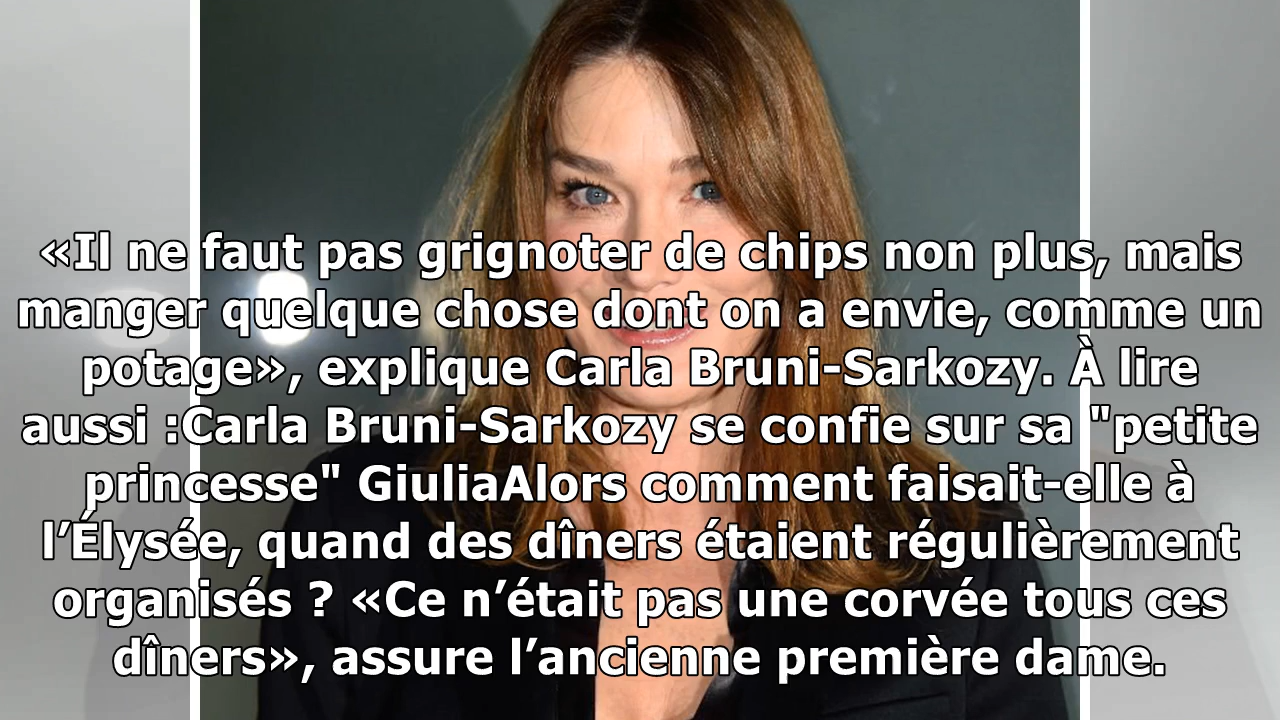 «Il ne faut pas grignoter de chips non plus, mais
manger quelque chose dont on a envie, comme un
potage», explique Carla Bruni-Sarkozy. À lire
aussi :Carla Bruni-Sarkozy se confie sur sa "petite
princesse" GiuliaAlors comment faisait-elle à
l’Élysée, quand des dîners étaient régulièrement
organisés ? «Ce n’était pas une corvée tous ces
dîners», assure l’ancienne première dame.